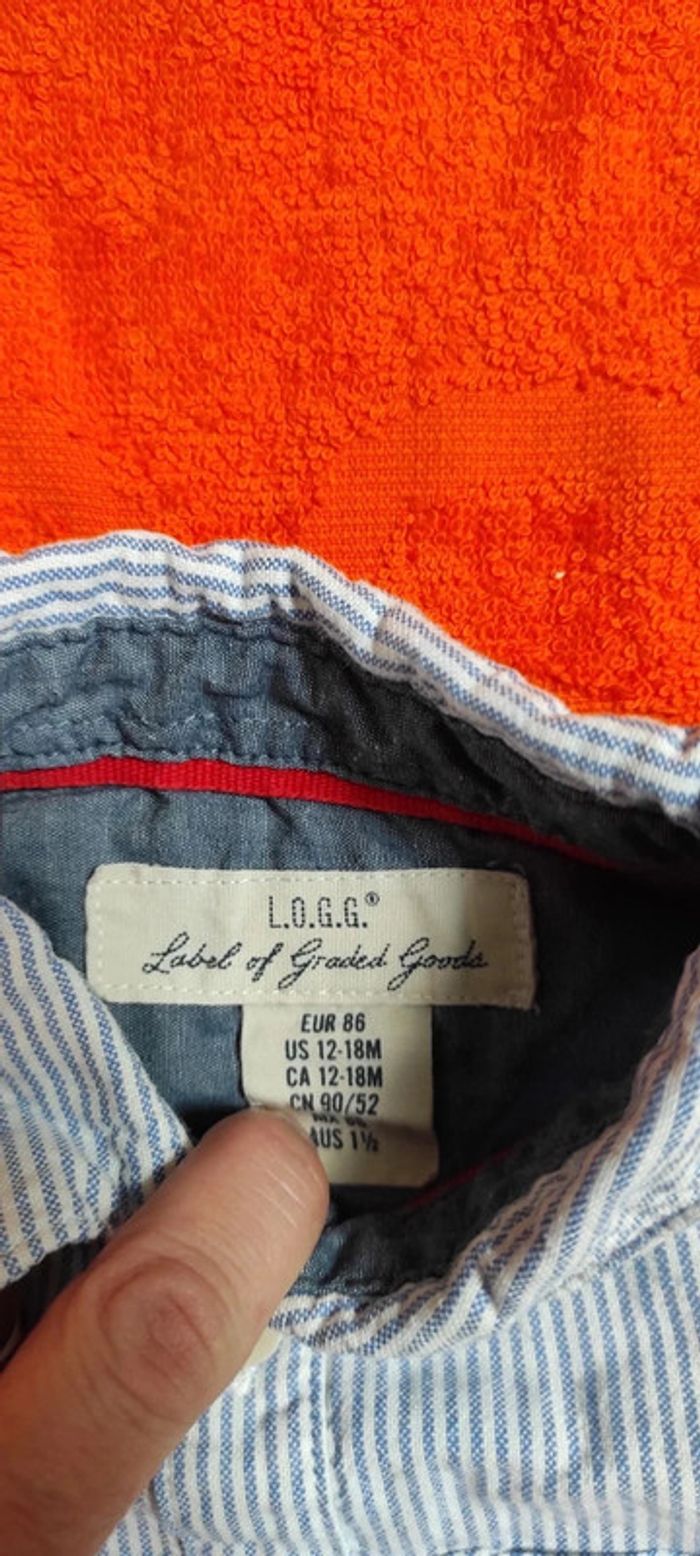 L.O.G.G.®
Label of Graded Goods
EUR 86
US 12-18M
CA 12-18M
CN 90/52
AUS 1½